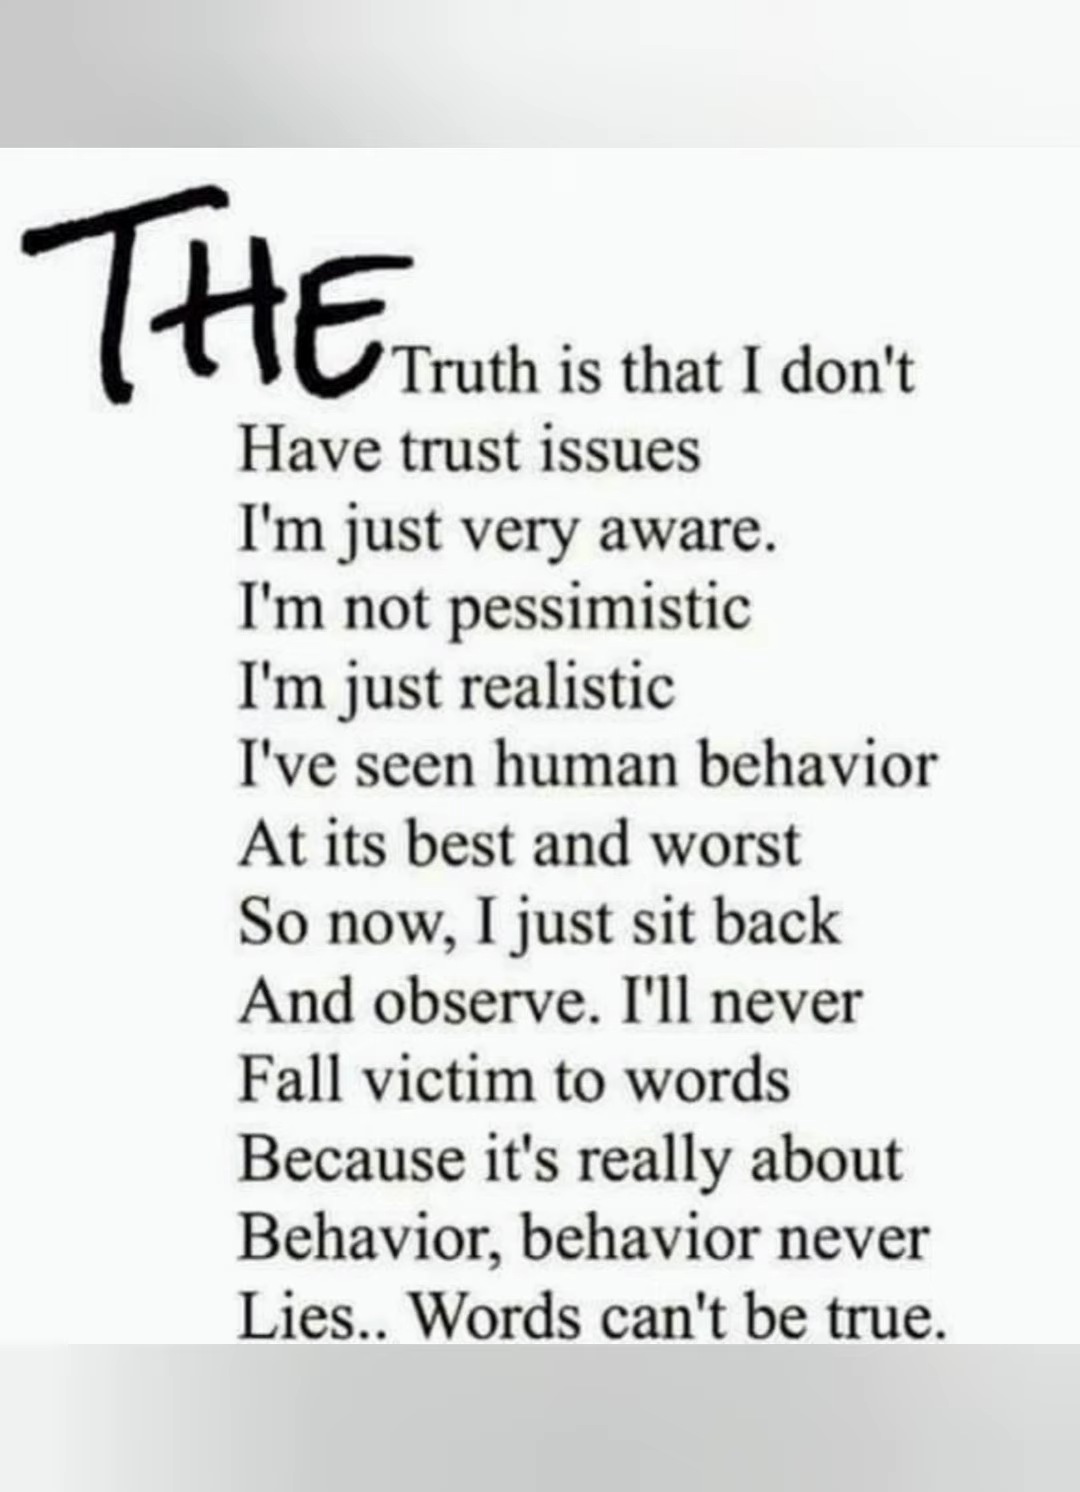 THE Truth is that I don't
Have trust issues
I'm just very aware.
I'm not pessimistic
I'm just realistic
I've seen human behavior
At its best and worst
So now, I just sit back
And observe. I'll never
Fall victim to words
Because it's really about
Behavior, behavior never
Lies.. Words can't be true.